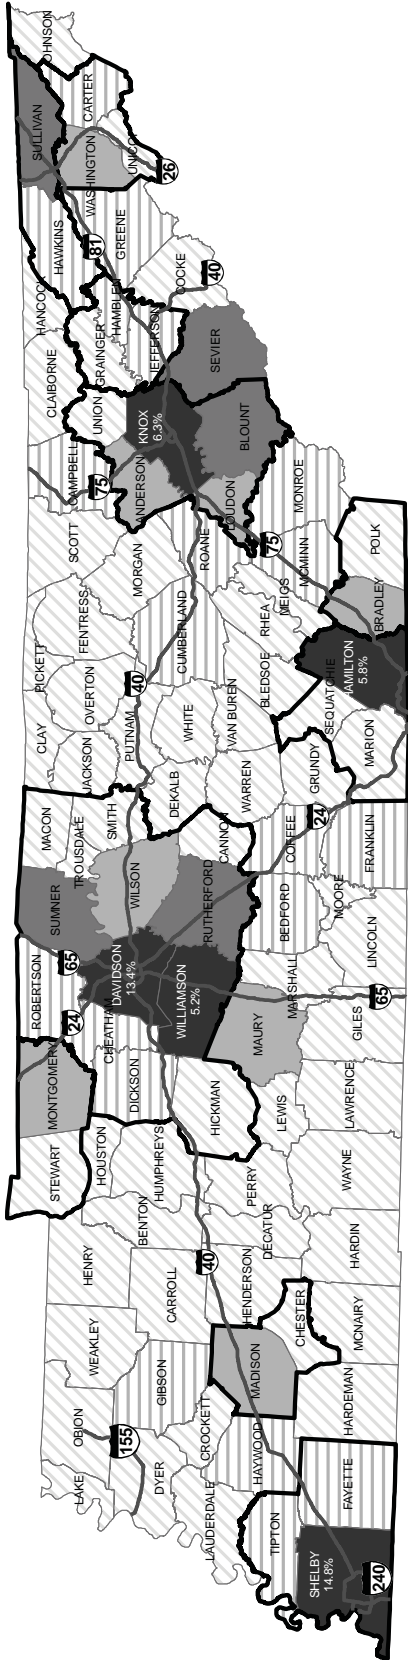 SHELBY
14.8%
240
FAYETTE
TIPTON
HAYWOOD
HARDEMAN
LAUDERDALE
CROCKETT
MADISON
CHESTER
MCNAIRY
DYER
155
GIBSON
LAKE
OBION
WEAKLEY
CARROLL
HENDERSON
40
DECATUR
HARDIN
HENRY
BENTON
PERRY
WAYNE
STEWART
HOUSTON
HUMPHREYS
HICKMAN
LEWIS
LAWRENCE
MONTGOMERY
DICKSON
CHEATHAM
WILLIAMSON
5.2%
MAURY
GILES
65
24
ROBERTSON
65
DAVIDSON
13.4%
RUTHERFORD
MARSHALL
LINCOLN
SUMNER
WILSON
BEDFORD
MOORE
MACON
TROUSDALE
SMITH
CANNON
COFFEE
24
FRANKLIN
CLAY
JACKSON
PUTNAM
DEKALB
WARREN
GRUNDY
MARION
PICKETT
OVERTON
40
WHITE
VAN BUREN
SEQUATCHIE
HAMILTON
5.8%
FENTRESS
CUMBERLAND
BLEDSOE
RHEA
MEIGS
BRADLEY
POLK
SCOTT
MORGAN
ROANE
75
MCMINN
MONROE
CAMPBELL
75
ANDERSON
LOUDON
BLOUNT
KNOX
6.3%
UNION
CLAIBORNE
GRAINGER
JEFFERSON
SEVIER
HANCOCK
HAMBLEN
COCKE
40
HAWKINS
81
GREENE
SULLIVAN
WASHINGTON
UNICOI
26
CARTER
JOHNSON